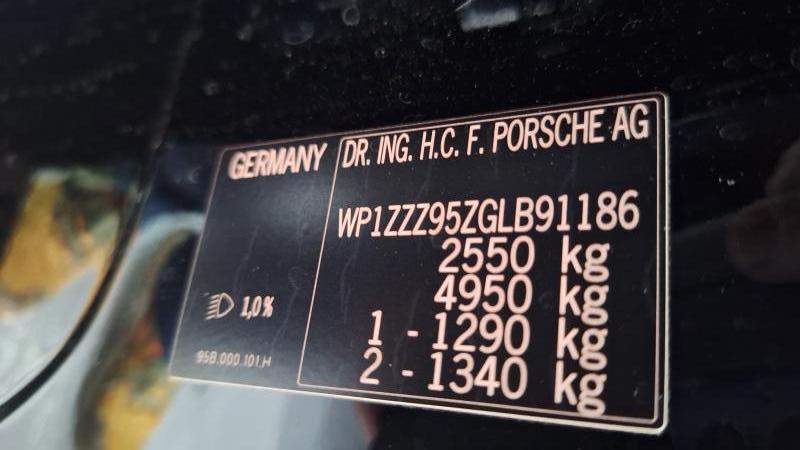 GERMANY
DR. ING. H.C. F. PORSCHE AG
WP1ZZZ95ZGLB91186
2550 kg
4950 kg
1 - 1290 kg
2 - 1340 kg
1,0%
95B.000.101.H